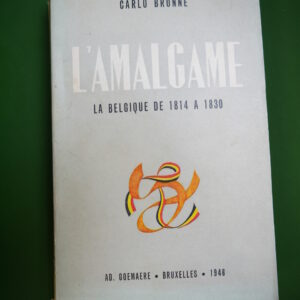 CARLO BRONNE
L'AMALGAME
LA BELGIQUE DE 1814 A 1830
AD. GOEMAERE • BRUXELLES • 1948